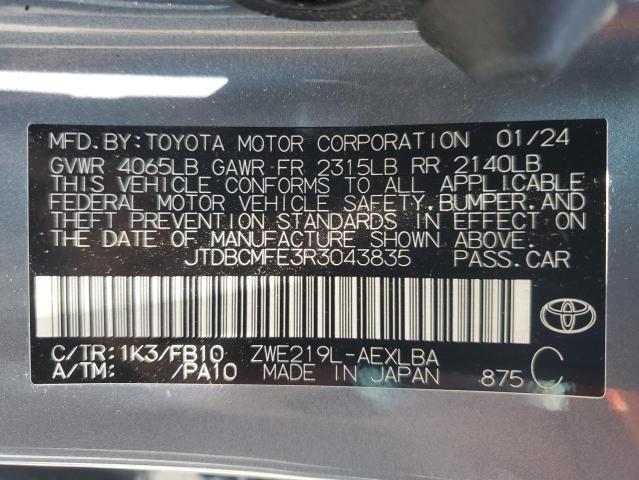 MFD.BY:TOYOTA MOTOR CORPORATION 01/24
GVWR 4065LB GAWR FR 2315LB RR 2140LB
THIS VEHICLE CONFORMS TO ALL APPLICABLE
FEDERAL MOTOR VEHICLE SAFETY,BUMPER,AND
THEFT PREVENTION STANDARDS IN EFFECT ON
THE DATE OF MANUFACTURE SHOWN ABOVE.
JTDBCMFE3R3043835 PASS.CAR
C/TR:1K3/FB10 ZWE219L-AEXLBA
A/TM: /PA10 MADE IN JAPAN 875 C